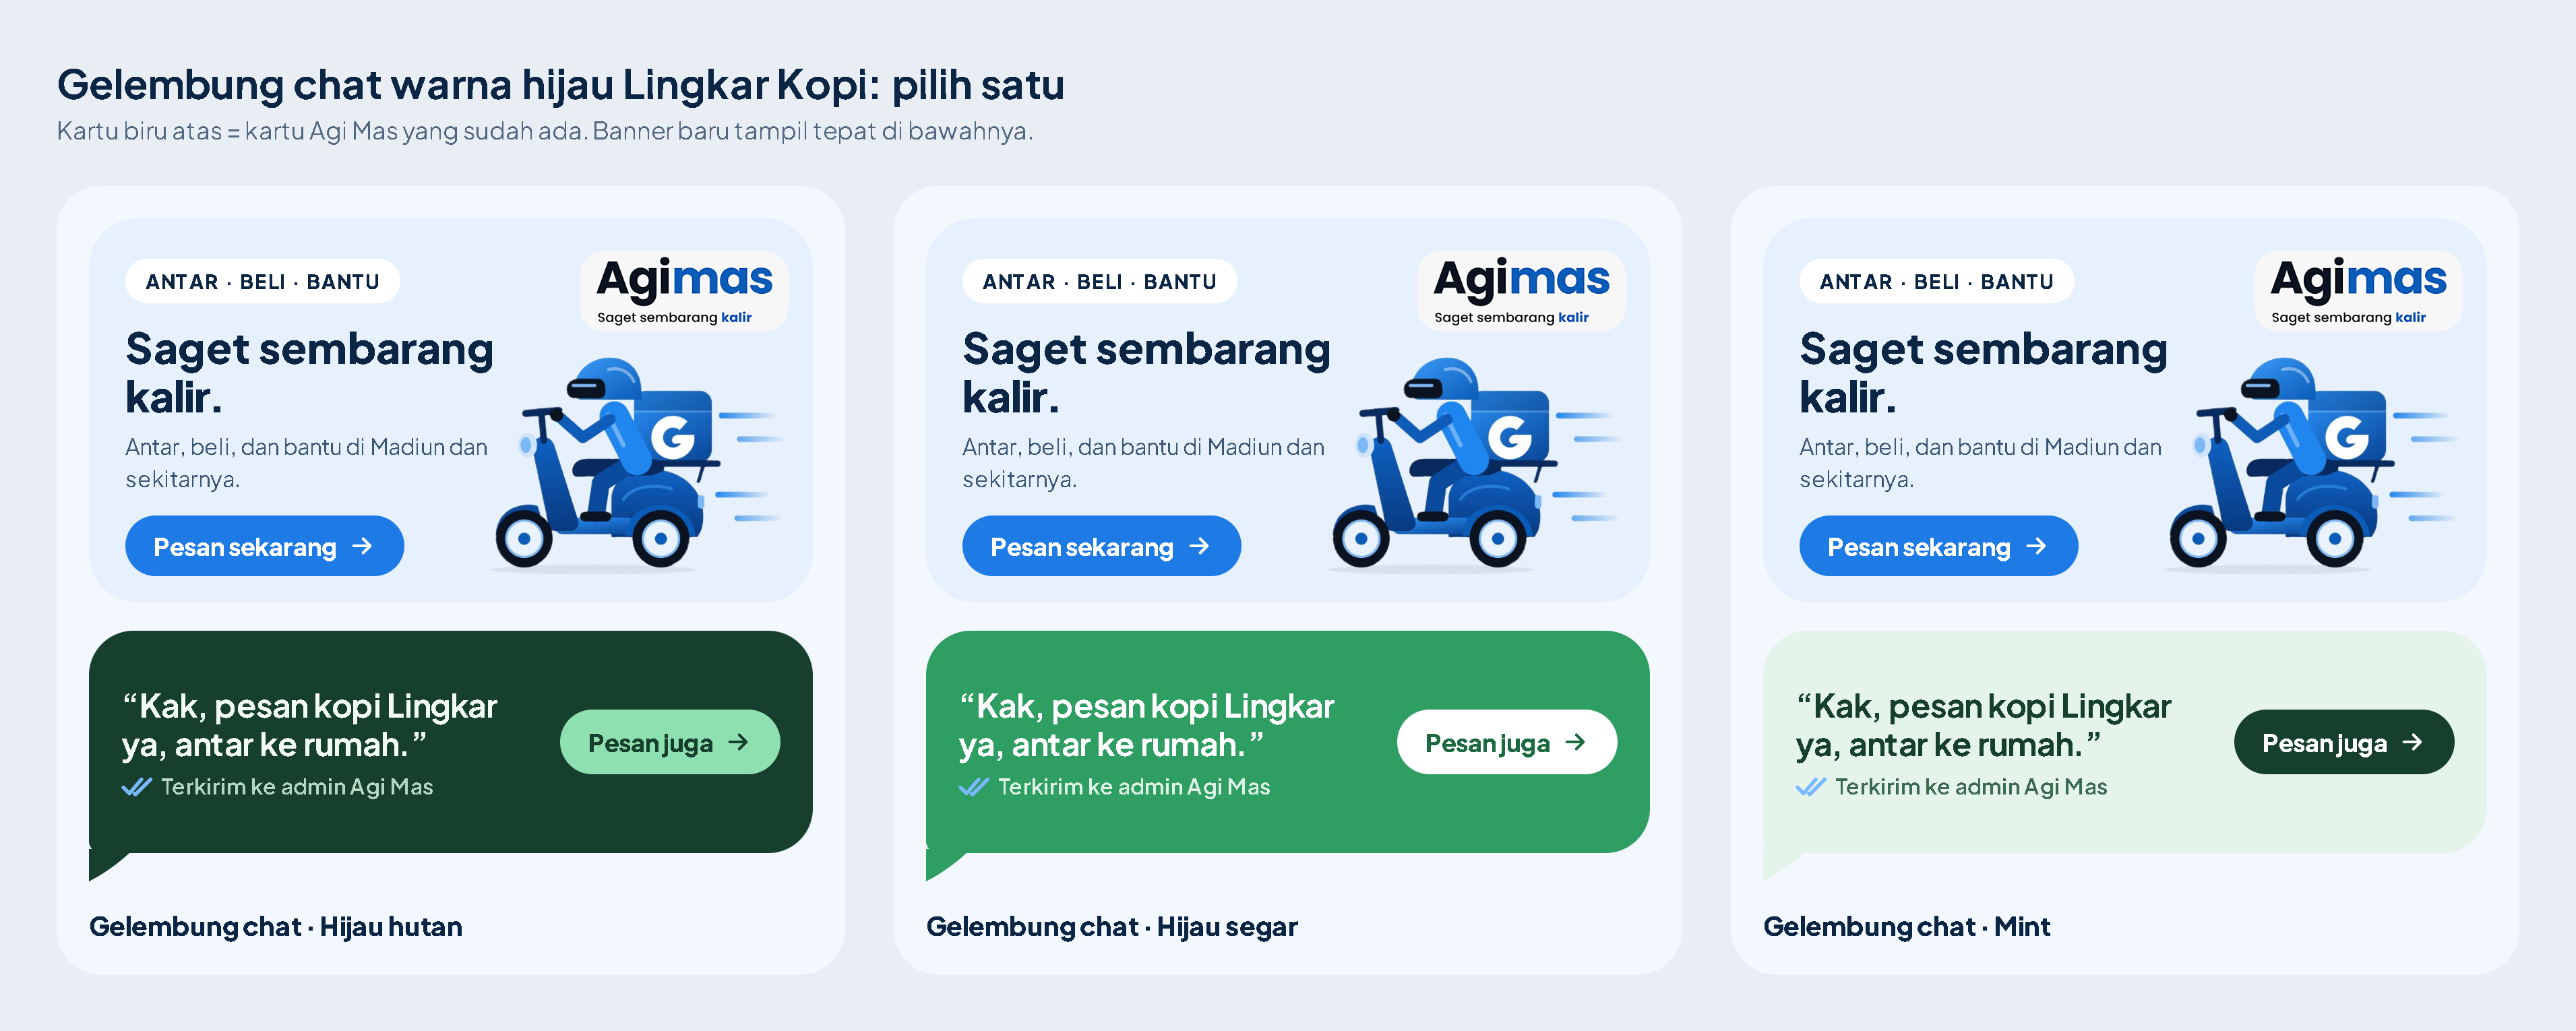 Gelembung chat warna hijau Lingkar Kopi: pilih satu
Kartu biru atas = kartu Agi Mas yang sudah ada. Banner baru tampil tepat di bawahnya.
ANTAR · BELI · BANTU
Agimas
Saget sembarang kalir
Saget sembarang
kalir.
Antar, beli, dan bantu di Madiun dan
sekitarnya.
G
Pesan sekarang →
“Kak, pesan kopi Lingkar
ya, antar ke rumah.”
Terkirim ke admin Agi Mas
Pesan juga →
Gelembung chat · Hijau hutan
ANTAR · BELI · BANTU
Agimas
Saget sembarang kalir
Saget sembarang
kalir.
Antar, beli, dan bantu di Madiun dan
sekitarnya.
G
Pesan sekarang →
“Kak, pesan kopi Lingkar
ya, antar ke rumah.”
Terkirim ke admin Agi Mas
Pesan juga →
Gelembung chat · Hijau segar
ANTAR · BELI · BANTU
Agimas
Saget sembarang kalir
Saget sembarang
kalir.
Antar, beli, dan bantu di Madiun dan
sekitarnya.
G
Pesan sekarang →
“Kak, pesan kopi Lingkar
ya, antar ke rumah.”
Terkirim ke admin Agi Mas
Pesan juga →
Gelembung chat · Mint